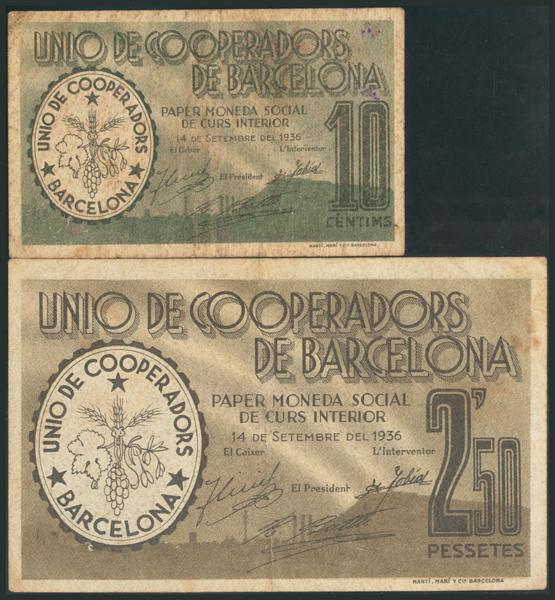 UNIO DE COOPERADORS
DE BARCELONA
UNIO DE COOPERADORS
BARCELONA
PAPER MONEDA SOCIAL
DE CURS INTERIOR
14 DE SETEMBRE DEL 1936
El Caixer L'Interventor
El President
10
CÈNTIMS
MARTÍ, MARÍ Y CIA BARCELONA
UNIO DE COOPERADORS
DE BARCELONA
UNIO DE COOPERADORS
BARCELONA
PAPER MONEDA SOCIAL
DE CURS INTERIOR
14 DE SETEMBRE DEL 1936
El Caixer L'Interventor
El President
2'50
PESSETES
MARTÍ, MARÍ Y CIA BARCELONA